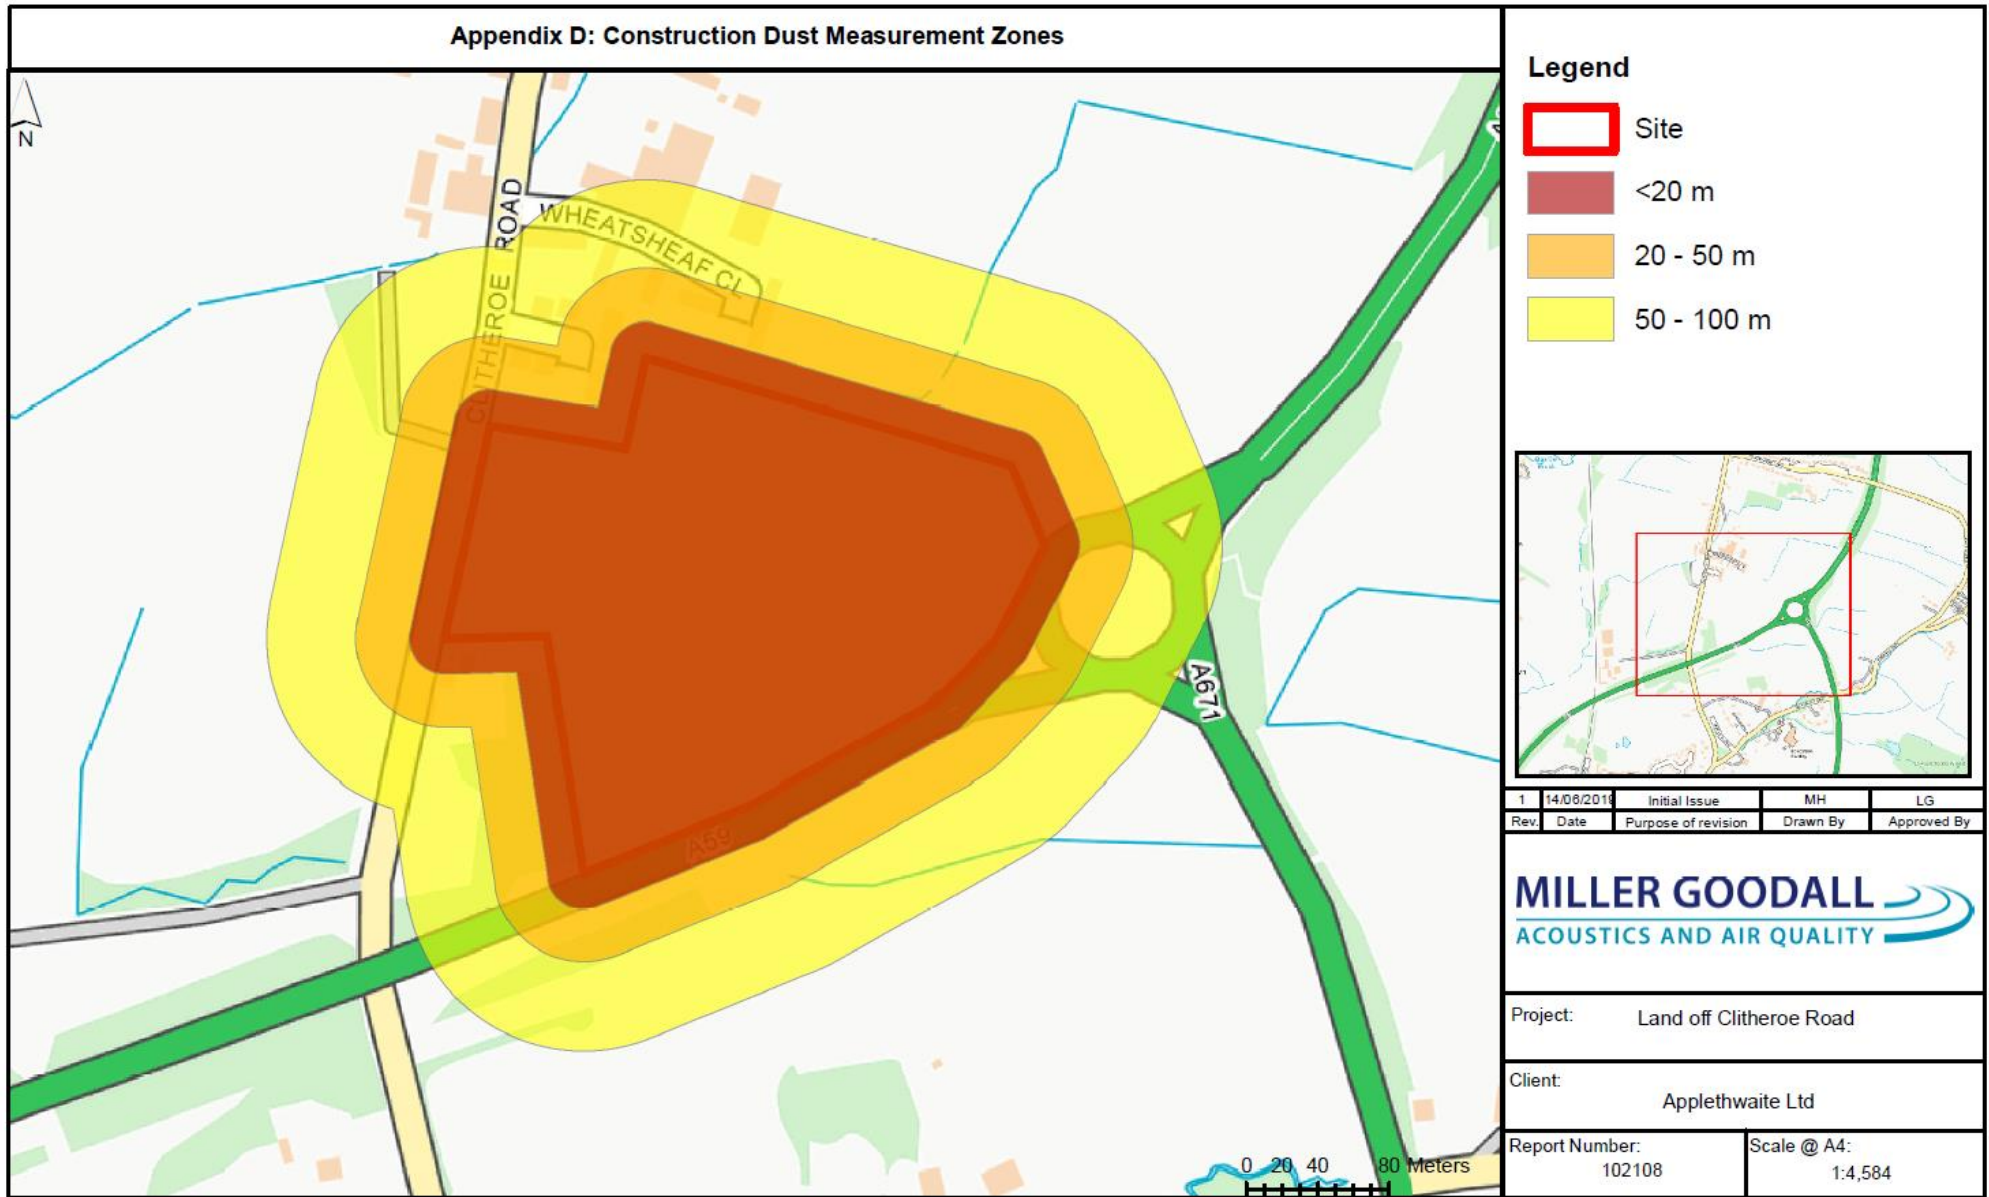 Appendix D: Construction Dust Measurement Zones
N
CLITHEROE ROAD
WHEATSHEAF CL
A671
A59
0 20 40 80 Meters
Legend
Site
<20 m
20 - 50 m
50 - 100 m
1 14/06/2019 Initial Issue MH LG
Rev. Date Purpose of revision Drawn By Approved By
MILLER GOODALL
ACOUSTICS AND AIR QUALITY
Project: Land off Clitheroe Road
Client:
Applethwaite Ltd
Report Number: Scale @ A4:
102108 1:4,584